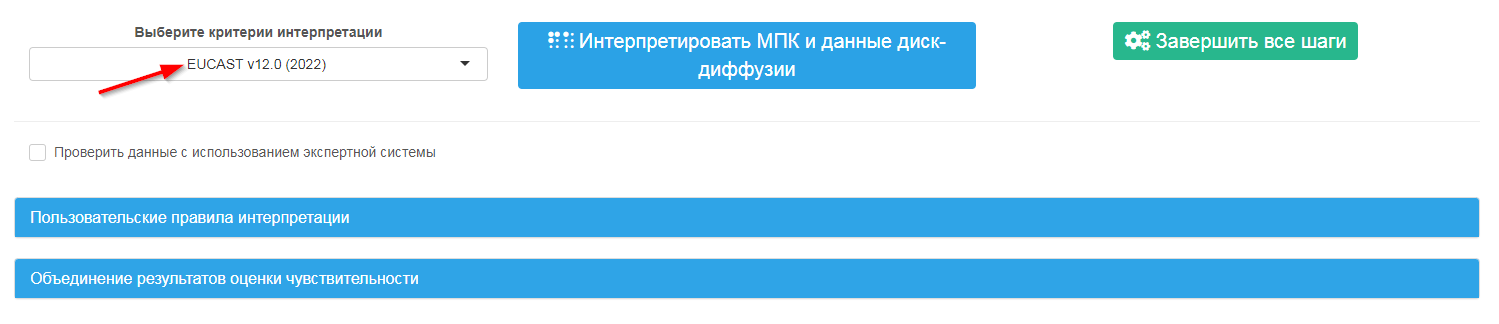 Выберите критерии интерпретации
EUCAST v12.0 (2022)
Интерпретировать МПК и данные диск-
диффузии
Завершить все шаги
Проверить данные с использованием экспертной системы
Пользовательские правила интерпретации
Объединение результатов оценки чувствительности